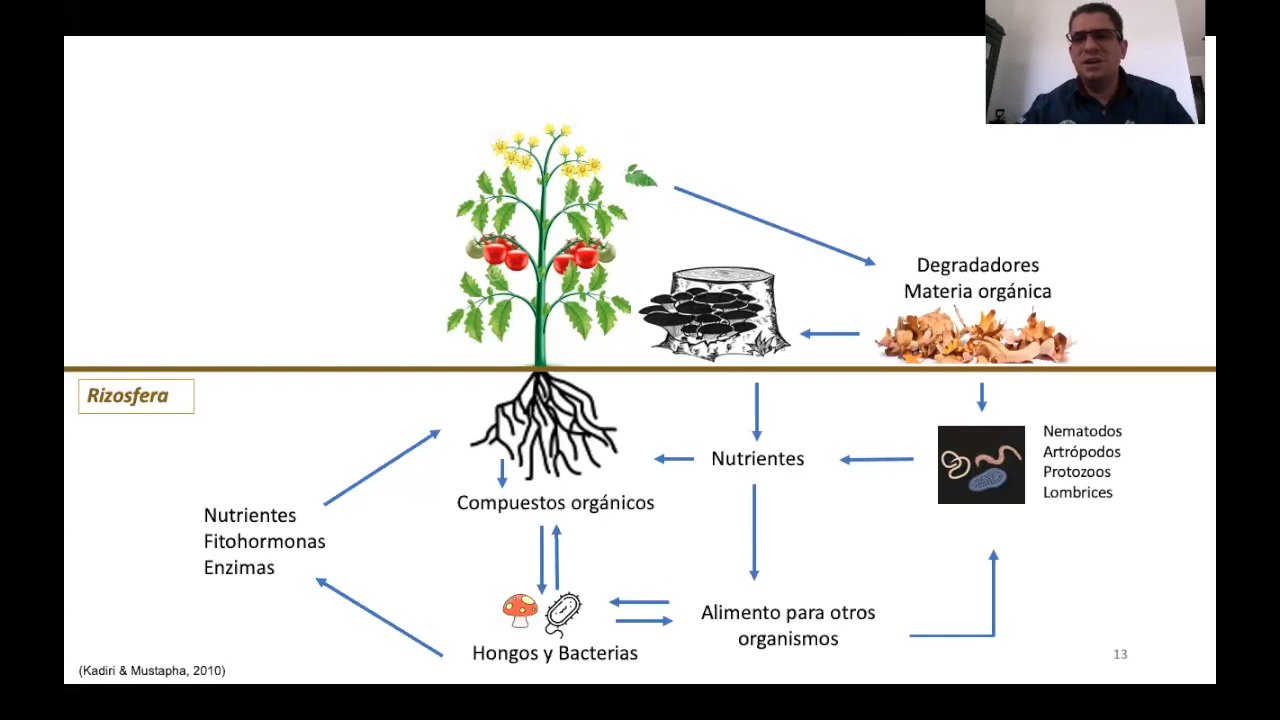 Degradadores
Materia orgánica
Rizosfera
Nematodos
Artrópodos
Protozoos
Lombrices
Nutrientes
Compuestos orgánicos
Nutrientes
Fitohormonas
Enzimas
Alimento para otros
organismos
Hongos y Bacterias
13
(Kadiri & Mustapha, 2010)